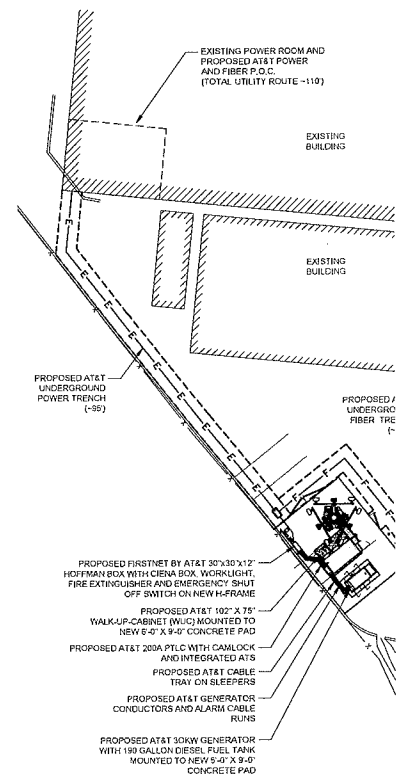 EXISTING POWER ROOM AND
PROPOSED AT&T POWER
AND FIBER P.O.C.
(TOTAL UTILITY ROUTE ~110')
EXISTING
BUILDING
EXISTING
BUILDING
PROPOSED AT&T
UNDERGROUND
POWER TRENCH
(~95')
PROPOSED A
UNDERGRO
FIBER TRE
(~
PROPOSED FIRSTNET BY AT&T 30"x30"x12"
HOFFMAN BOX WITH CIENA BOX, WORKLIGHT,
FIRE EXTINGUISHER AND EMERGENCY SHUT
OFF SWITCH ON NEW H-FRAME
PROPOSED AT&T 102" X 75"
WALK-UP-CABINET (WUC) MOUNTED TO
NEW 6'-0" X 9'-0" CONCRETE PAD
PROPOSED AT&T 200A PTLC WITH CAMLOCK
AND INTEGRATED ATS
PROPOSED AT&T CABLE
TRAY ON SLEEPERS
PROPOSED AT&T GENERATOR
CONDUCTORS AND ALARM CABLE
RUNS
PROPOSED AT&T 30KW GENERATOR
WITH 190 GALLON DIESEL FUEL TANK
MOUNTED TO NEW 5'-0" X 9'-0"
CONCRETE PAD